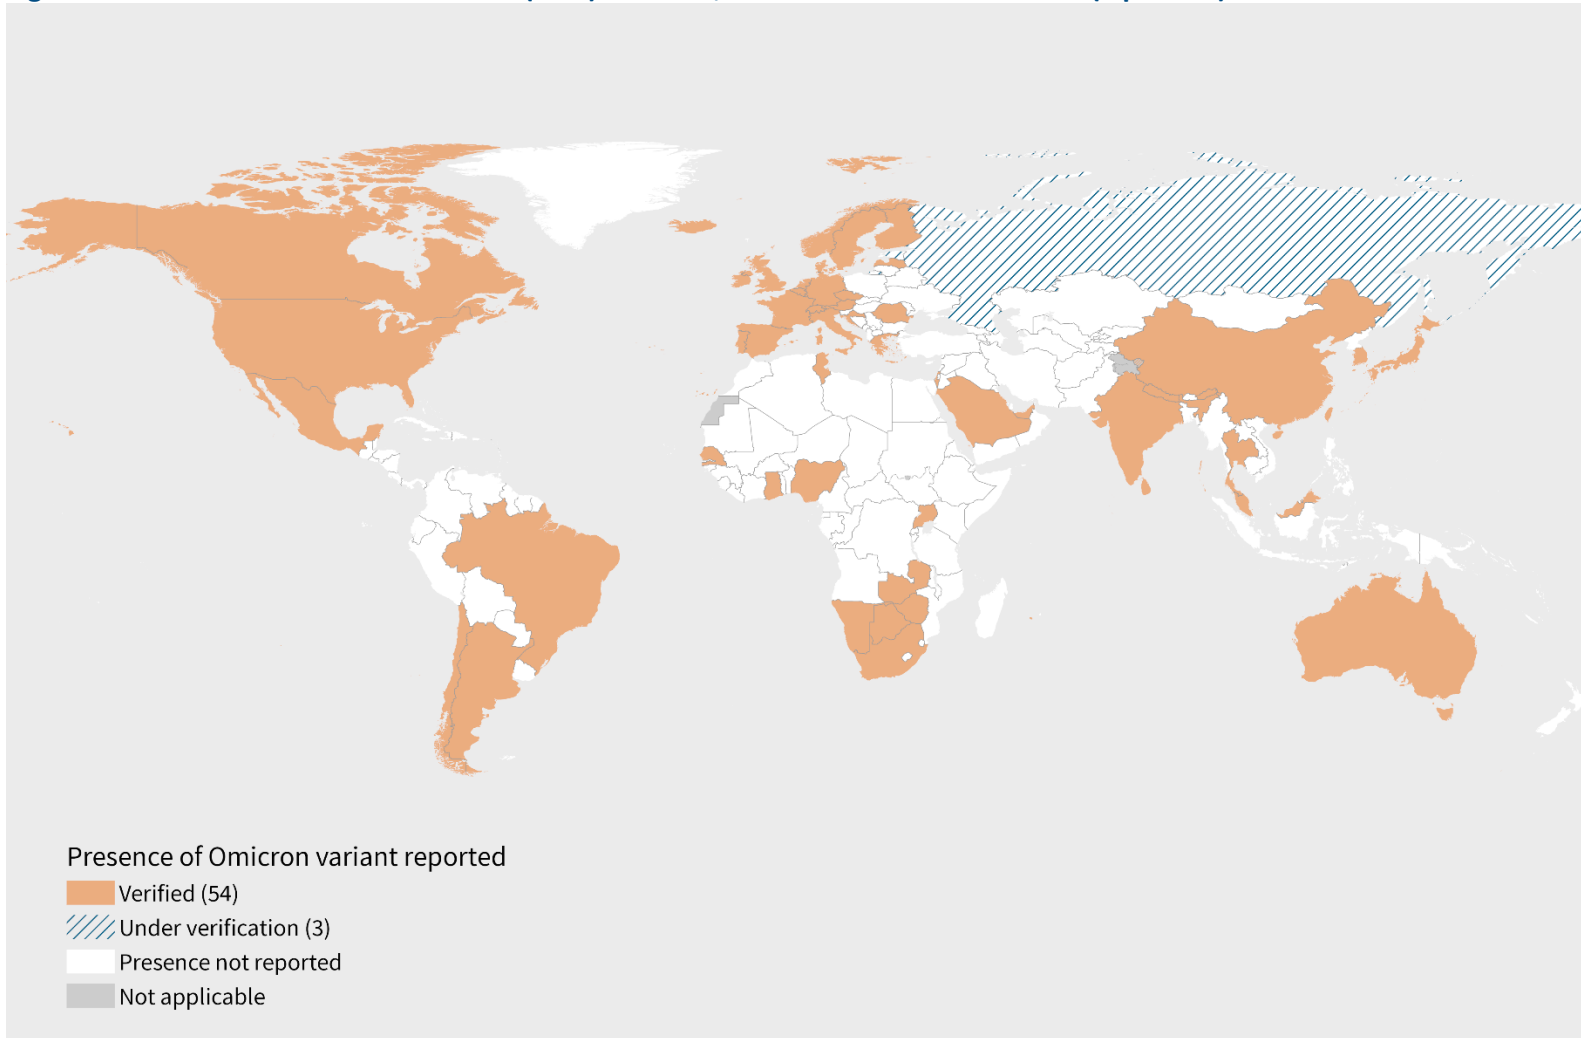 Presence of Omicron variant reported
Verified (54)
Under verification (3)
Presence not reported
Not applicable